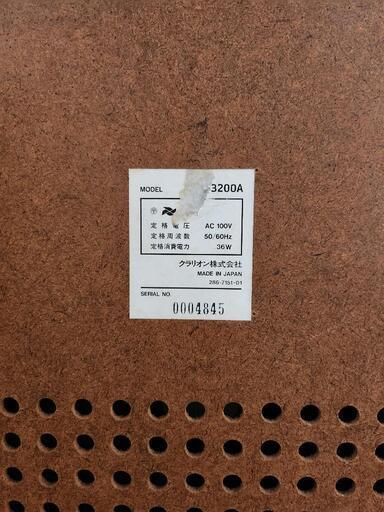 MODEL 3200A
定格電圧 AC 100V
定格周波数 50/60Hz
定格消費電力 36W
クラリオン株式会社
MADE IN JAPAN
286-7151-01
SERIAL NO.
0004845